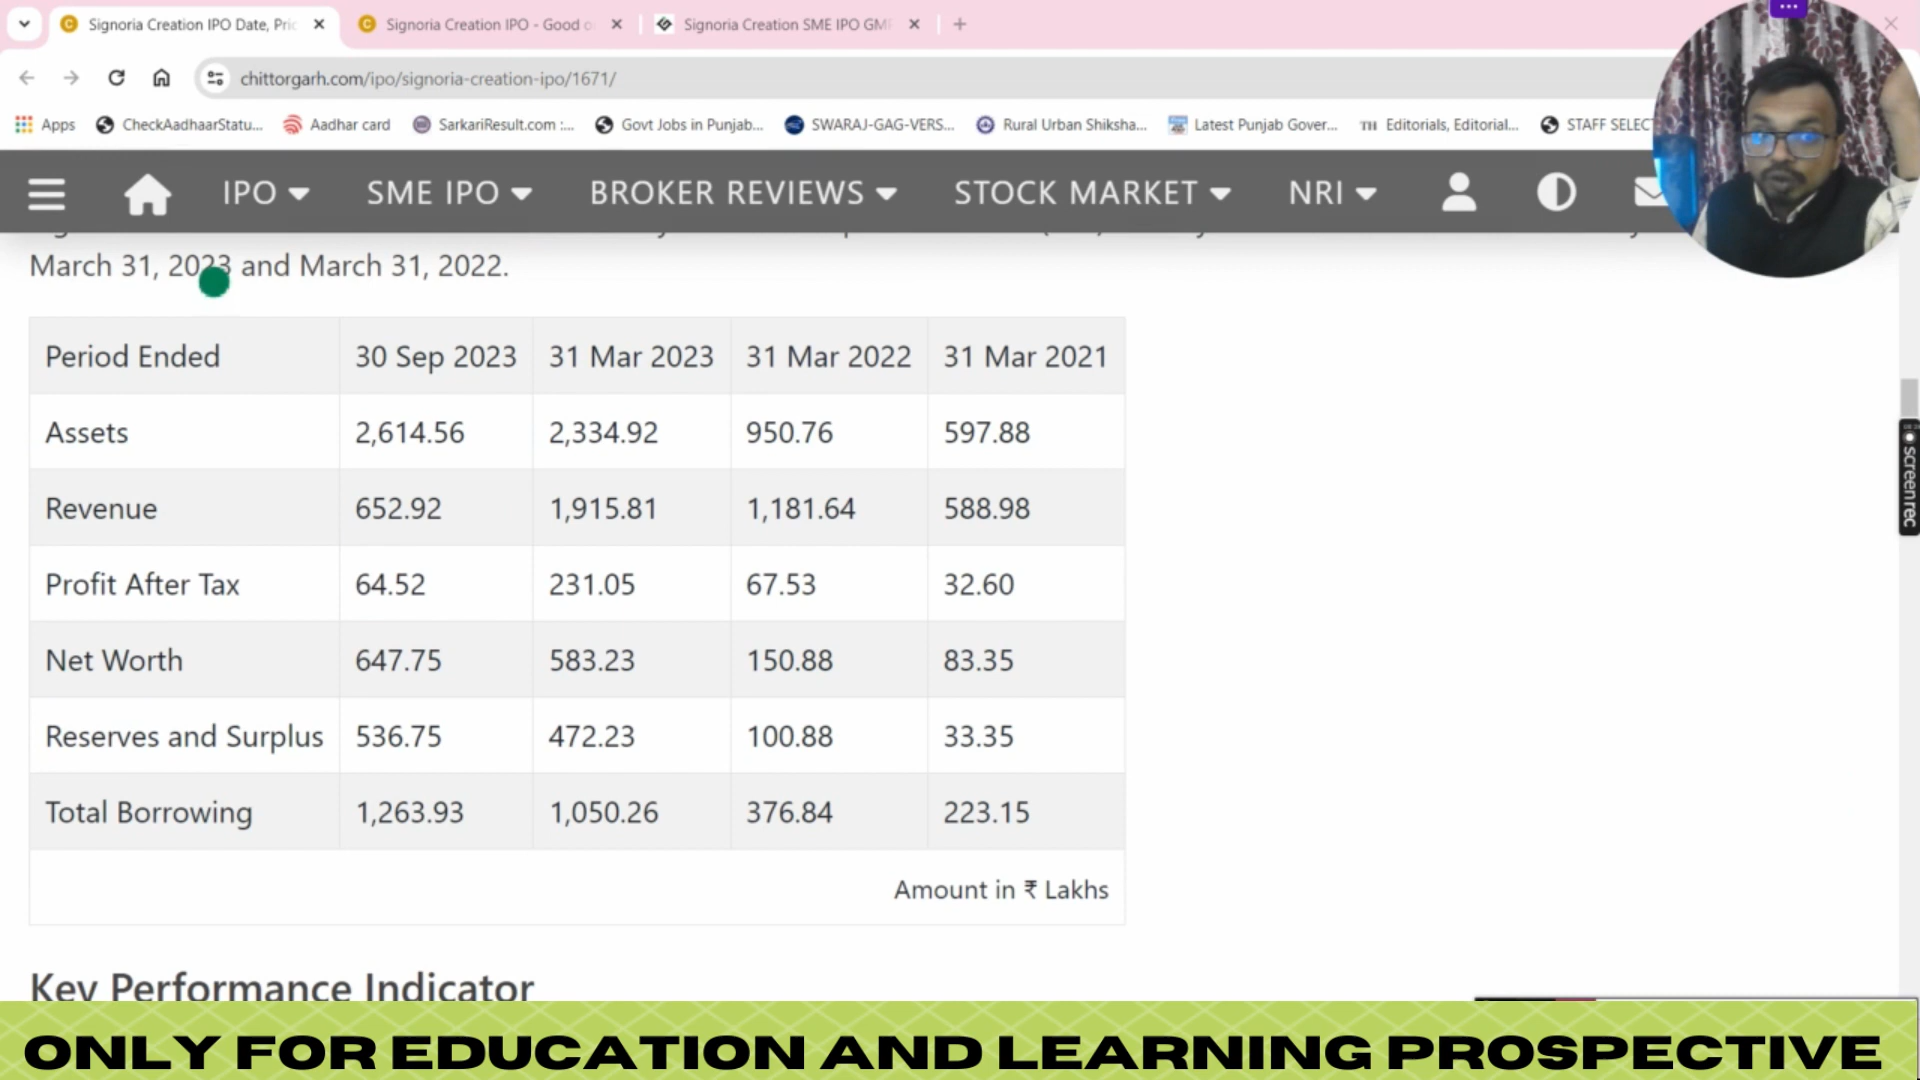 Signoria Creation IPO Date, Pric
Signoria Creation IPO - Good o
Signoria Creation SME IPO GMP
chittorgarh.com/ipo/signoria-creation-ipo/1671/
Apps
CheckAadhaarStatu...
Aadhar card
SarkariResult.com :...
Govt Jobs in Punjab...
SWARAJ-GAG-VERS...
Rural Urban Shiksha...
Latest Punjab Gover...
Editorials, Editorial...
STAFF SELECT
IPO
SME IPO
BROKER REVIEWS
STOCK MARKET
NRI
March 31, 2023 and March 31, 2022.
Period Ended 30 Sep 2023 31 Mar 2023 31 Mar 2022 31 Mar 2021
Assets 2,614.56 2,334.92 950.76 597.88
Revenue 652.92 1,915.81 1,181.64 588.98
Profit After Tax 64.52 231.05 67.53 32.60
Net Worth 647.75 583.23 150.88 83.35
Reserves and Surplus 536.75 472.23 100.88 33.35
Total Borrowing 1,263.93 1,050.26 376.84 223.15
Amount in ₹ Lakhs
Key Performance Indicator
screenrec
ONLY FOR EDUCATION AND LEARNING PROSPECTIVE